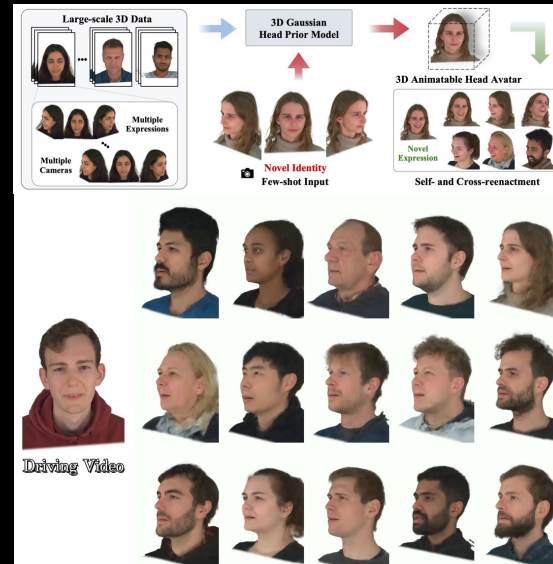 Large-scale 3D Data
Multiple
Expressions
Multiple
Cameras
3D Gaussian
Head Prior Model
Novel Identity
Few-shot Input
3D Animatable Head Avatar
Novel
Expression
Self- and Cross-reenactment
Driving Video